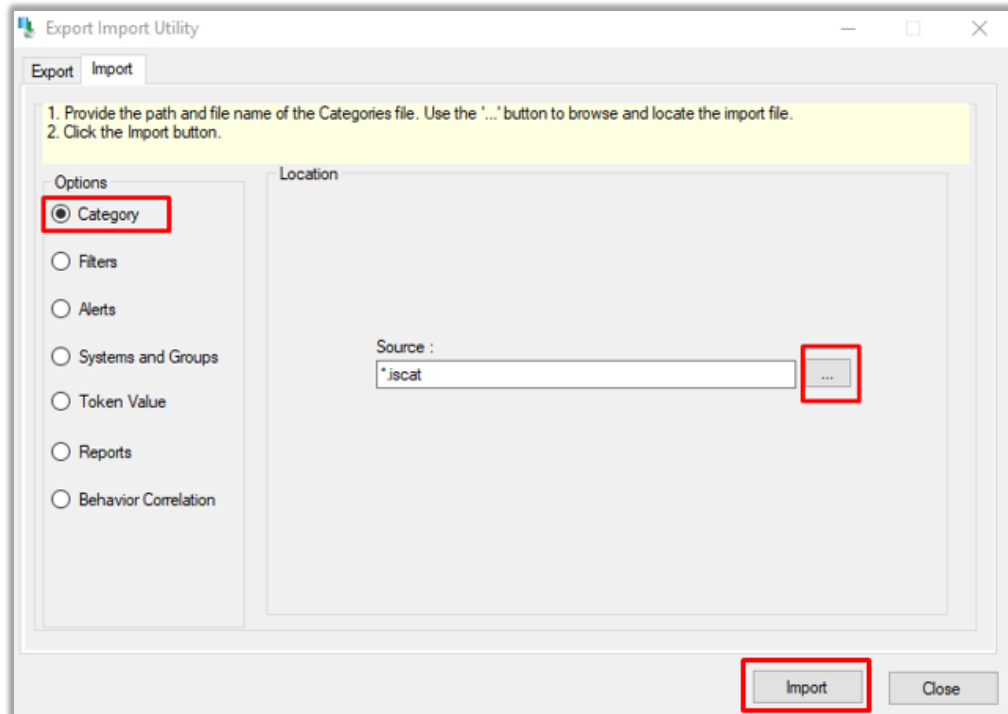 Export Import Utility
Export
Import
1. Provide the path and file name of the Categories file. Use the '...' button to browse and locate the import file.
2. Click the Import button.
Options
Category
Filters
Alerts
Systems and Groups
Token Value
Reports
Behavior Correlation
Location
Source :
*.iscat
...
Import
Close